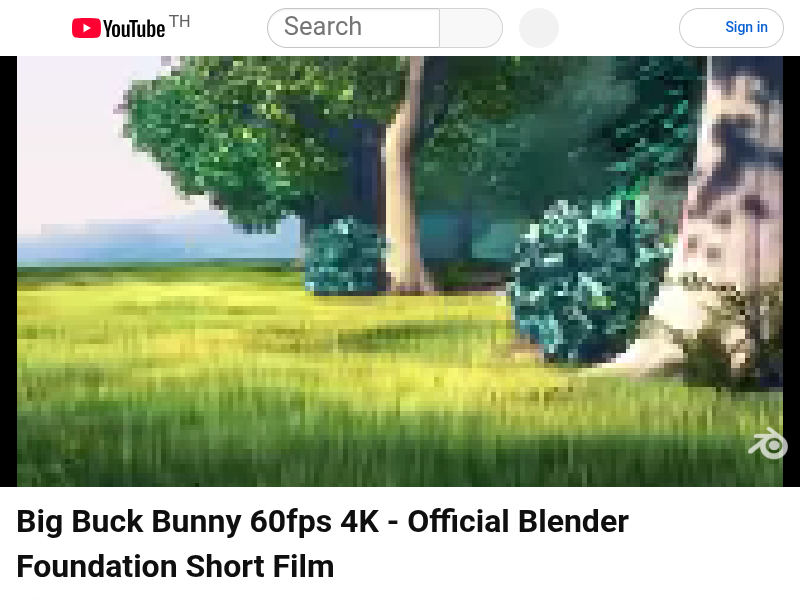 YouTube TH
Search
Sign in
Big Buck Bunny 60fps 4K - Official Blender
Foundation Short Film